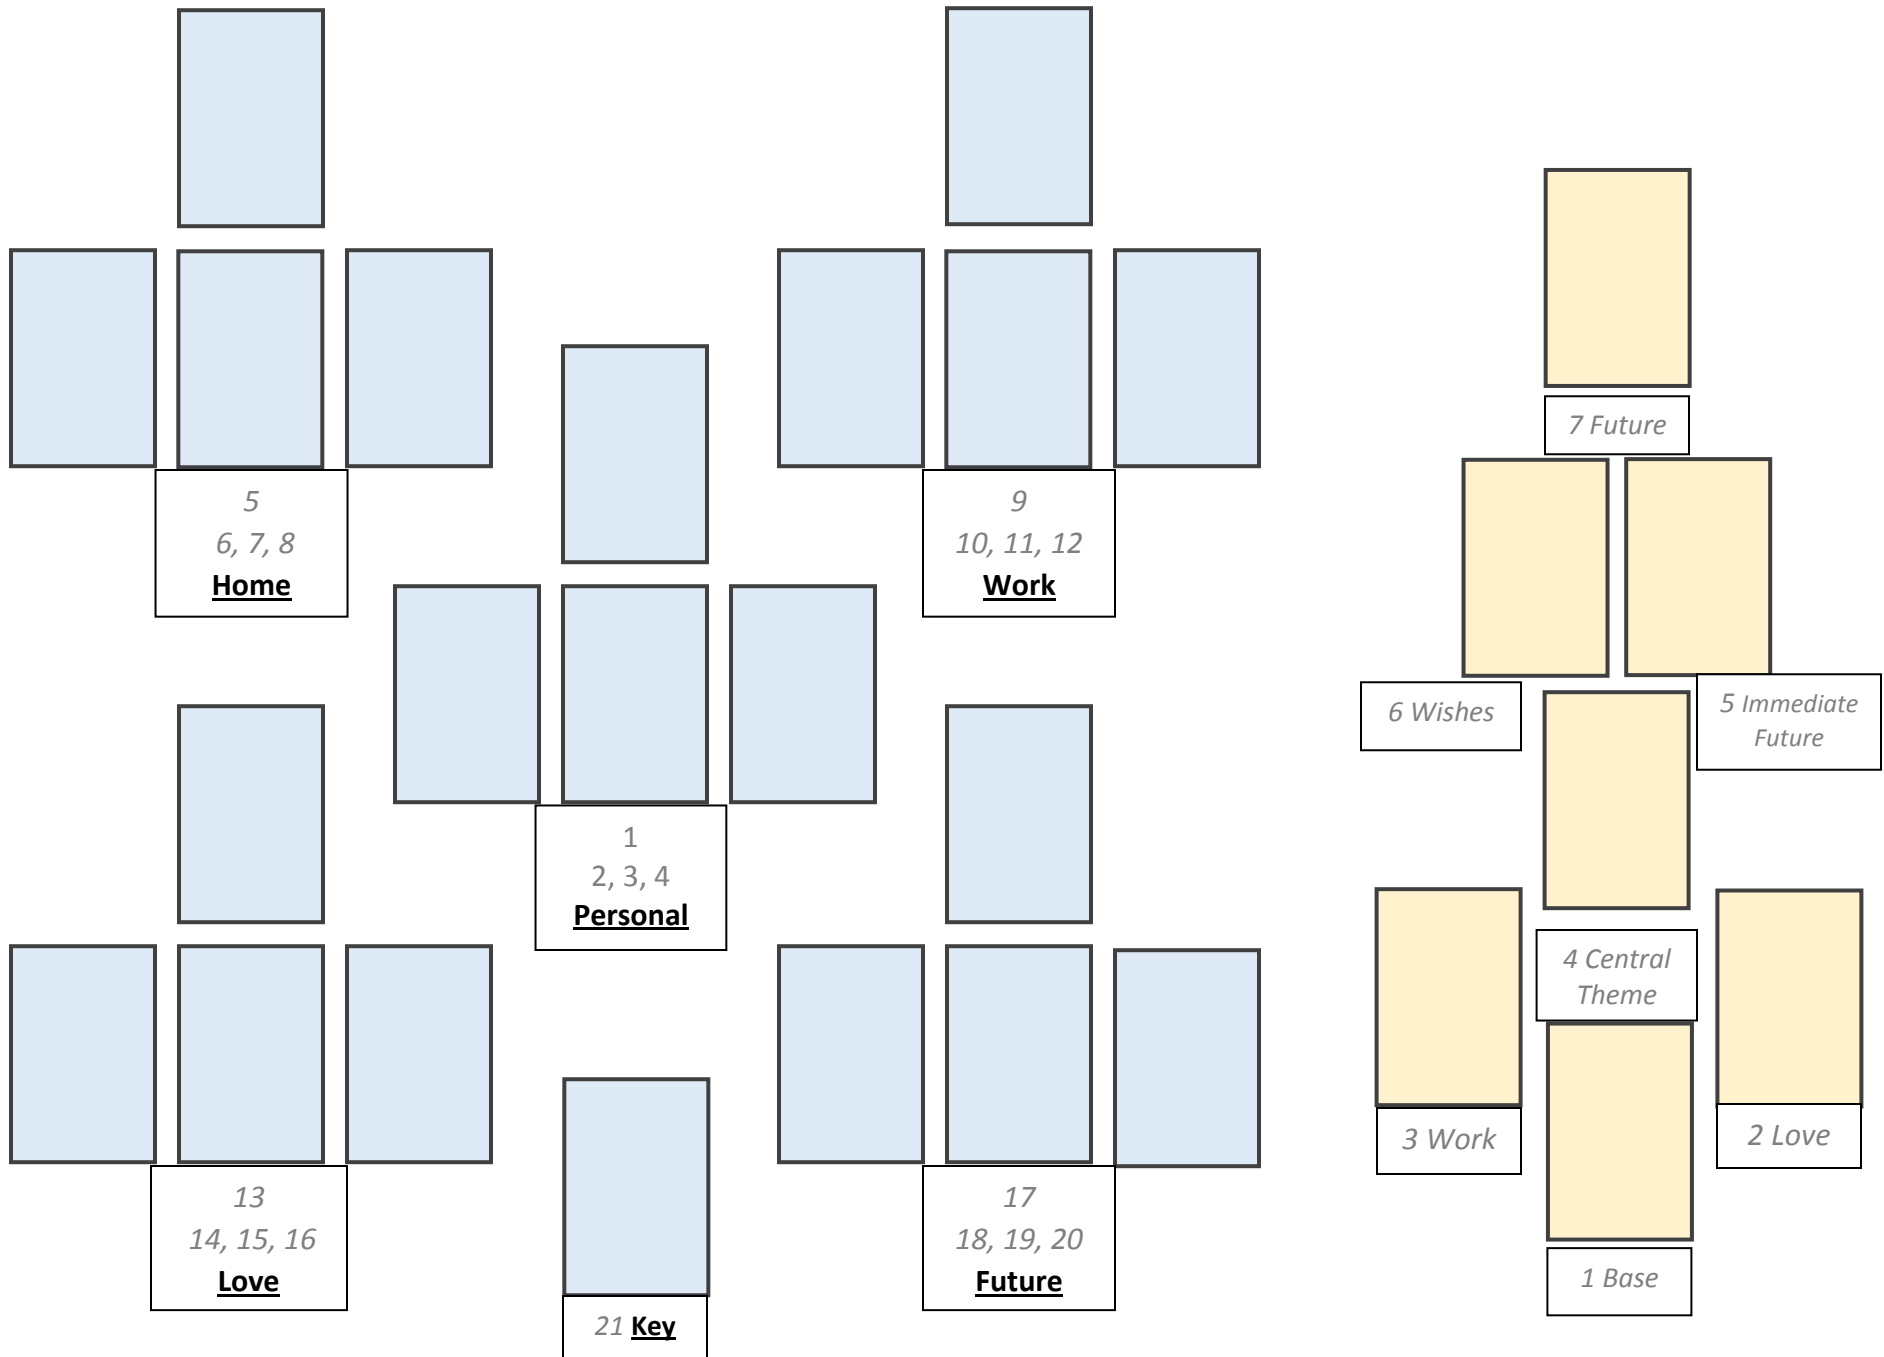 5
6, 7, 8
Home
9
10, 11, 12
Work
1
2, 3, 4
Personal
13
14, 15, 16
Love
17
18, 19, 20
Future
21 Key
7 Future
6 Wishes
5 Immediate
Future
4 Central
Theme
3 Work
2 Love
1 Base